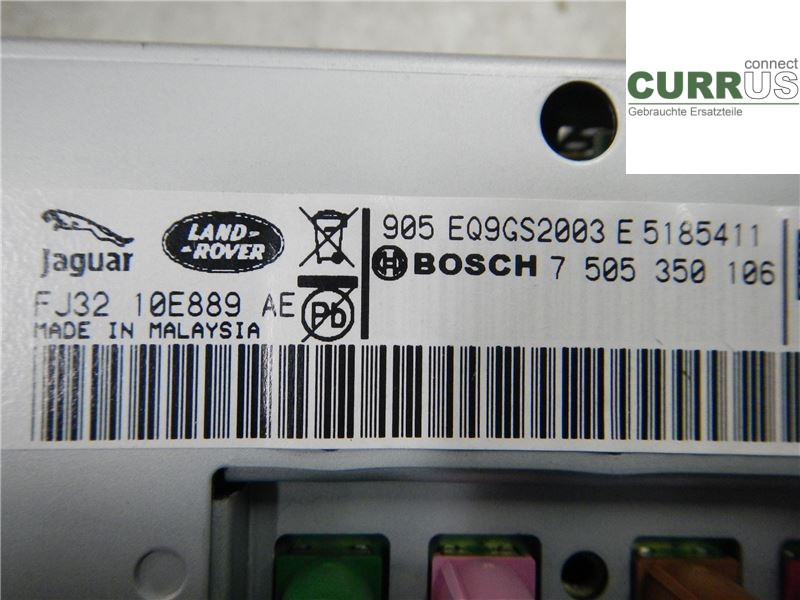 connect
CURRUS
Gebrauchte Ersatzteile
Jaguar
LAND-
ROVER
905 EQ9GS2003 E 5185411
BOSCH 7 505 350 106
FJ32 10E889 AE
Pb
MADE IN MALAYSIA